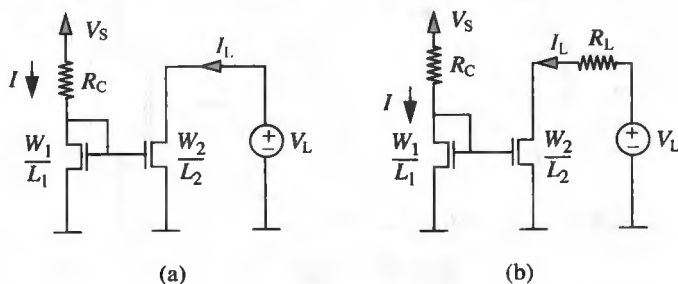 V_S
I
R_C
I_L
W_1
L_1
W_2
L_2
V_L
+
−
(a)
V_S
I
R_C
I_L
R_L
W_1
L_1
W_2
L_2
V_L
+
−
(b)